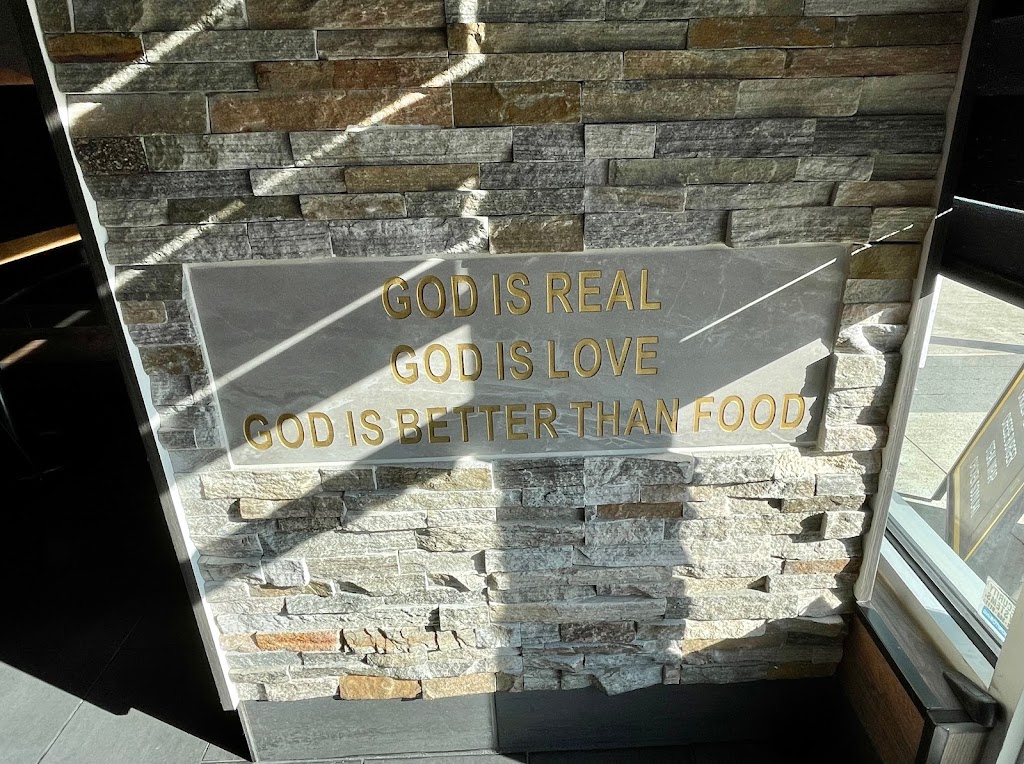 GOD IS REAL
GOD IS LOVE
GOD IS BETTER THAN FOOD